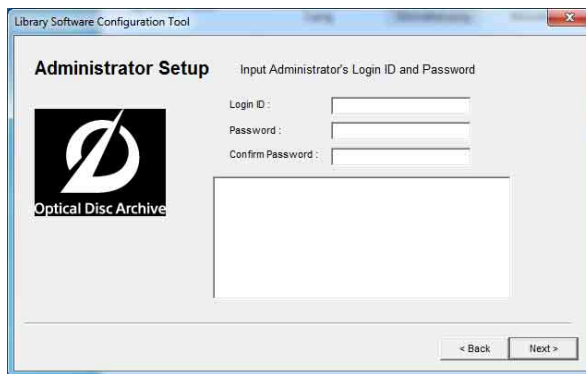 Library Software Configuration Tool
Administrator Setup
Input Administrator's Login ID and Password
Login ID :
Password :
Confirm Password :
Optical Disc Archive
< Back
Next >